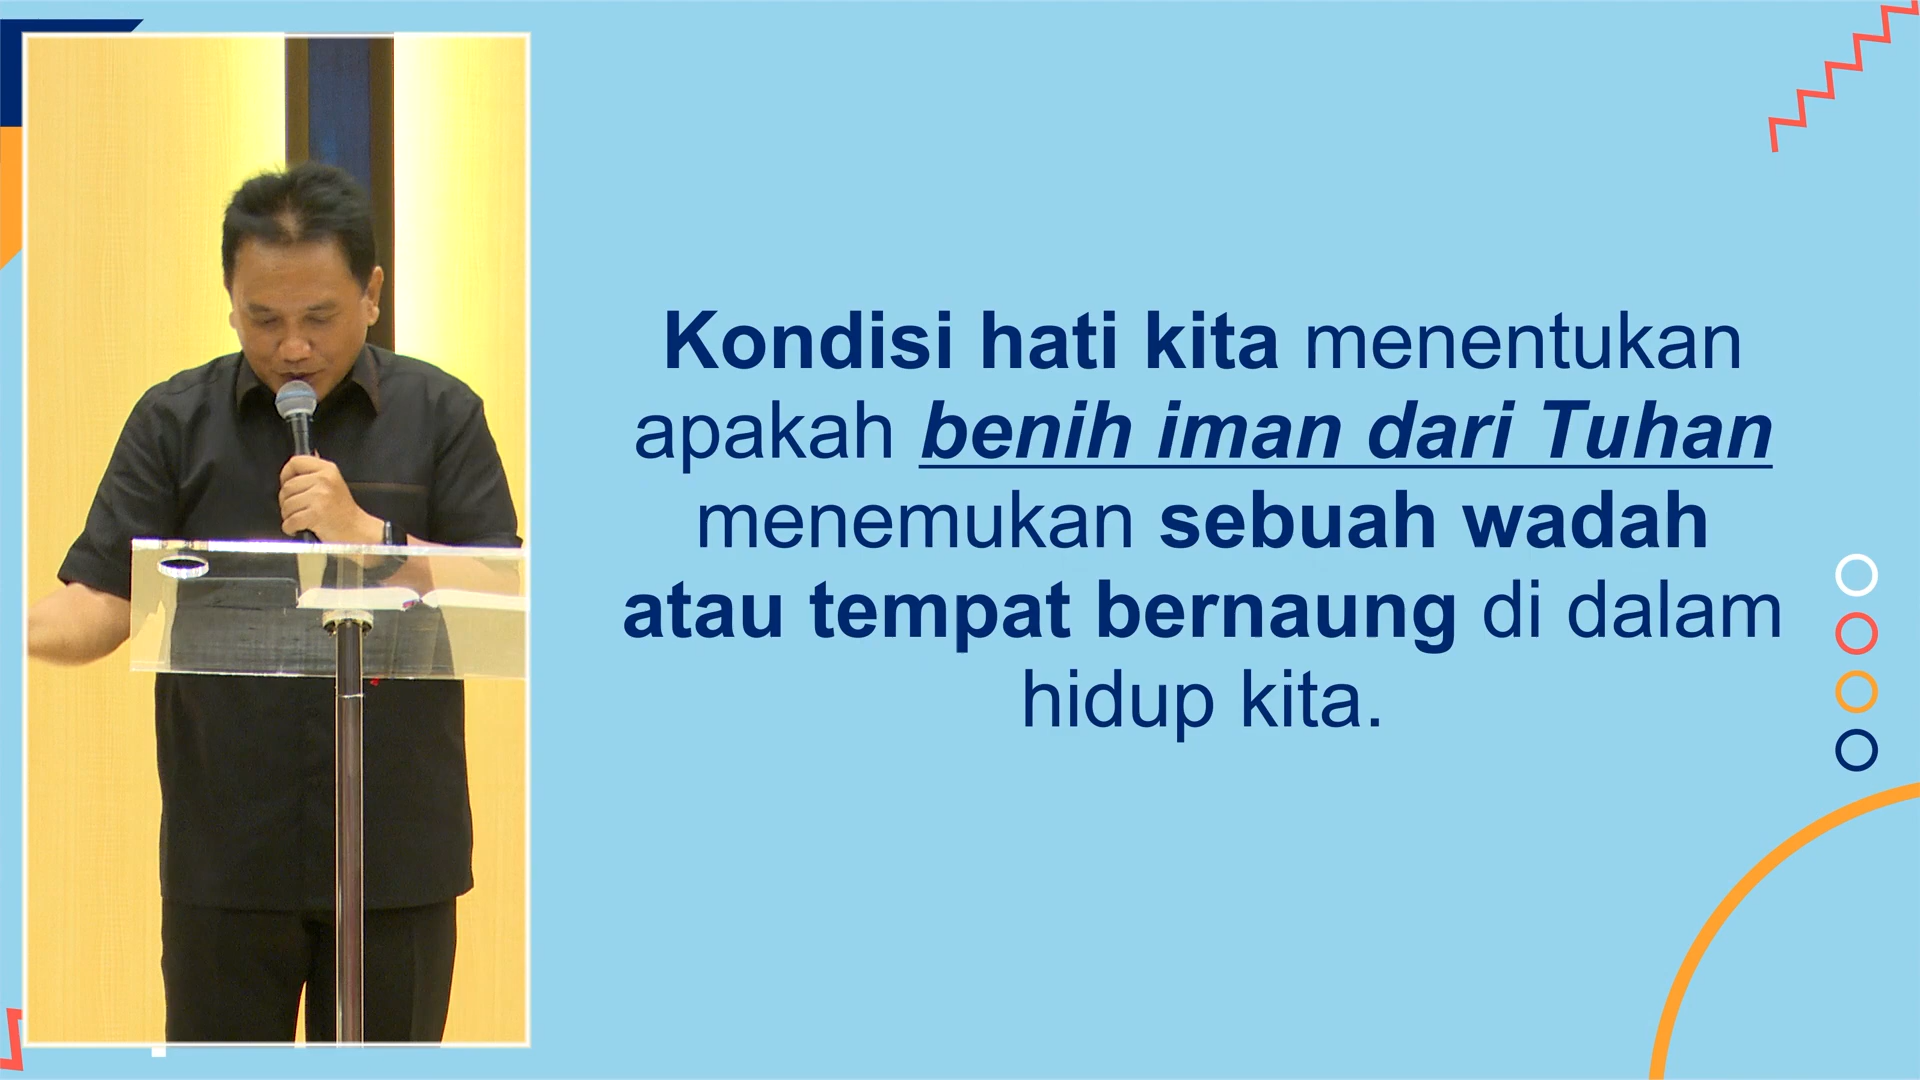 Kondisi hati kita menentukan
apakah benih iman dari Tuhan
menemukan sebuah wadah
atau tempat bernaung di dalam
hidup kita.